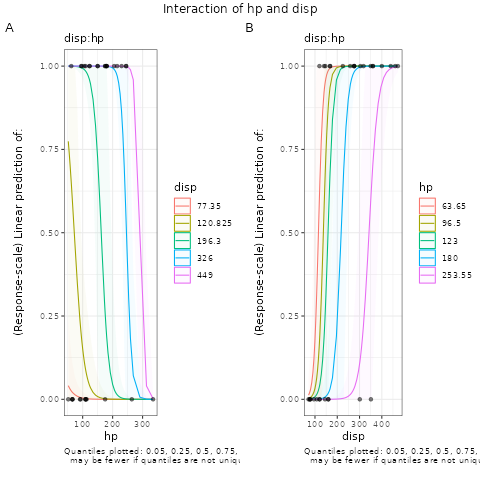 Interaction of hp and disp
A
disp:hp
(Response-scale) Linear prediction of:
1.00
0.75
0.50
0.25
0.00
100 200 300
hp
disp
77.35
120.825
196.3
326
449
Quantiles plotted: 0.05, 0.25, 0.5, 0.75,
may be fewer if quantiles are not
B
disp:hp
(Response-scale) Linear prediction of:
1.00
0.75
0.50
0.25
0.00
100 200 300 400
disp
hp
63.65
96.5
123
180
253.55
Quantiles plotted: 0.05, 0.25, 0.5, 0.75,
may be fewer if quantiles are not